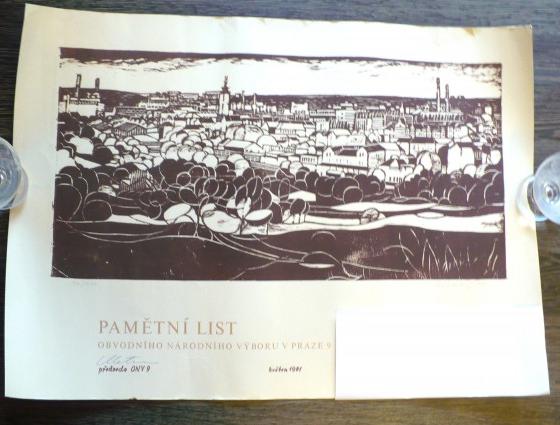 PAMĚTNÍ LIST
OBVODNÍHO NÁRODNÍHO VÝBORU V PRAZE 9
předseda ONV 9
květen 1981